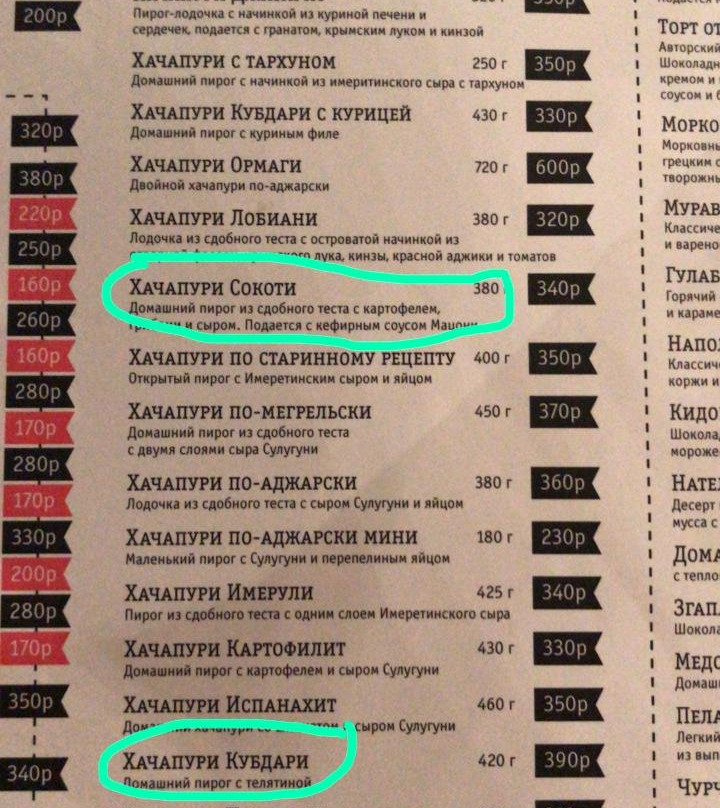 200р
320р
380р
220р
250р
160р
260р
160р
280р
170р
280р
170р
330р
200р
280р
170р
350р
340р
Пирог-лодочка с начинкой из куриной печени и
сердечек, подается с гранатом, крымским луком и кинзой
Хачапури с тархуном 250 г 350р
Домашний пирог с начинкой из имеритинского сыра с тархуном
Хачапури Кубдари с курицей 430 г 330р
Домашний пирог с куриным филе
Хачапури Ормаги 720 г 600р
Двойной хачапури по-аджарски
Хачапури Лобиани 380 г 320р
Лодочка из сдобного теста с островатой начинкой из
лука, кинзы, красной аджики и томатов
Хачапури Сокоти 380 340р
Домашний пирог из сдобного теста с картофелем,
грибами и сыром. Подается с кефирным соусом Мацони
Хачапури по старинному рецепту 400 г 350р
Открытый пирог с Имеретинским сыром и яйцом
Хачапури по-мегрельски 450 г 370р
Домашний пирог из сдобного теста
с двумя слоями сыра Сулугуни
Хачапури по-аджарски 380 г 360р
Лодочка из сдобного теста с сыром Сулугуни и яйцом
Хачапури по-аджарски мини 180 г 230р
Маленький пирог с Сулугуни и перепелиным яйцом
Хачапури Имерули 425 г 340р
Пирог из сдобного теста с одним слоем Имеретинского сыра
Хачапури Картофилит 430 г 330р
Домашний пирог с картофелем и сыром Сулугуни
Хачапури Испанахит 460 г 350р
Домашний хачапури со шпинатом и сыром Сулугуни
Хачапури Кубдари 420 г 390р
Домашний пирог с телятиной
Торт от
Авторский
Шоколадн
кремом и
соусом и б
Морко
Морковны
грецким с
творожны
Мурав
Классиче
и варено
Гулаб
Горячий
и караме
Напо
Классиче
коржи и
Кидо
Шокола
мороже
Нате
Десерт
мусса с
Дома
с тепло
Згап
Шокола
Медо
Домаш
Пела
Легкий
из вып
Чурч